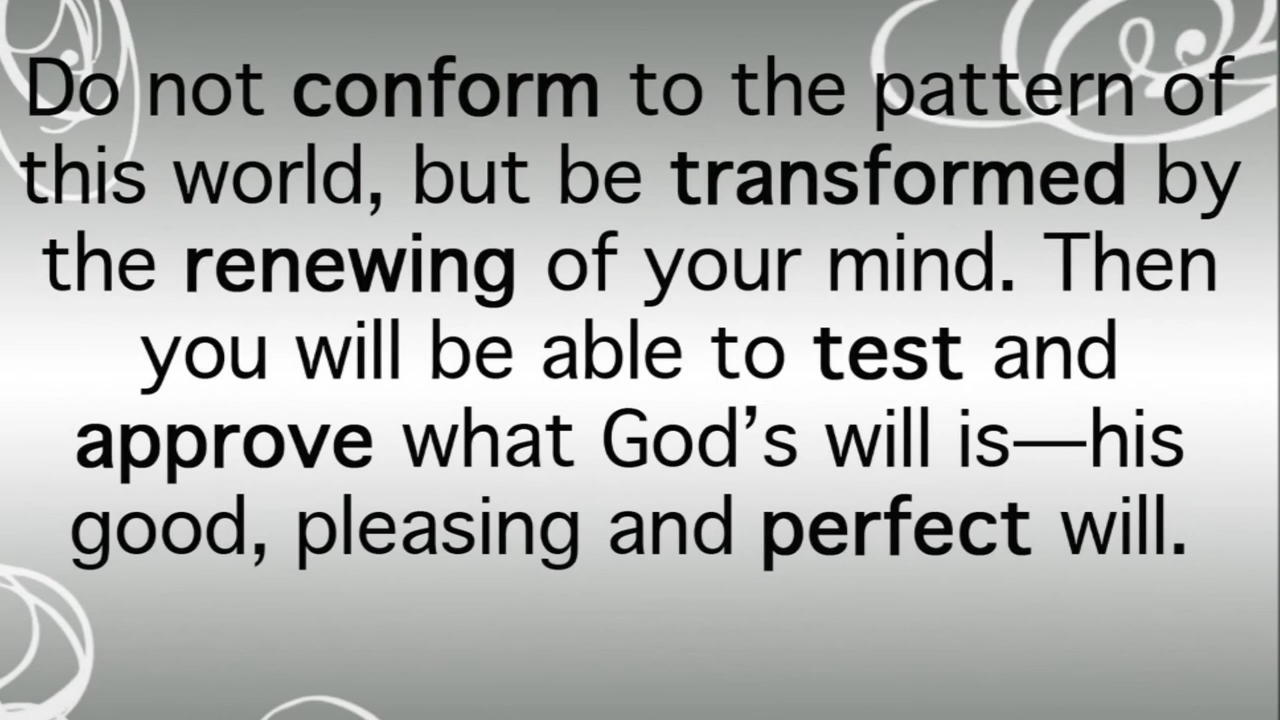 Do not conform to the pattern of
this world, but be transformed by
the renewing of your mind. Then
you will be able to test and
approve what God’s will is—his
good, pleasing and perfect will.